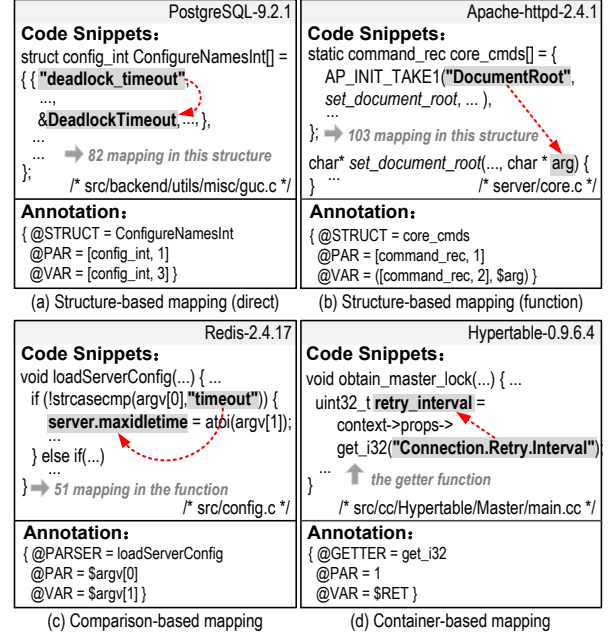 PostgreSQL-9.2.1
Code Snippets:
struct config_int ConfigureNamesInt[] =
{ { "deadlock_timeout",
...,
&DeadlockTimeout, ..., },
...
... 82 mapping in this structure
};
/* src/backend/utils/misc/guc.c */
Annotation:
{ @STRUCT = ConfigureNamesInt
@PAR = [config_int, 1]
@VAR = [config_int, 3] }
(a) Structure-based mapping (direct)
Apache-httpd-2.4.1
Code Snippets:
static command_rec core_cmds[] = {
AP_INIT_TAKE1("DocumentRoot",
set_document_root, ... ),
...
}; 103 mapping in this structure
char* set_document_root(..., char * arg) {
...
} /* server/core.c */
Annotation:
{ @STRUCT = core_cmds
@PAR = [command_rec, 1]
@VAR = ([command_rec, 2], $arg) }
(b) Structure-based mapping (function)
Redis-2.4.17
Code Snippets:
void loadServerConfig(...) { ...
if (!strcasecmp(argv[0],"timeout")) {
server.maxidletime = atoi(argv[1]);
...
} else if(...)
...
} 51 mapping in the function
/* src/config.c */
Annotation:
{ @PARSER = loadServerConfig
@PAR = $argv[0]
@VAR = $argv[1] }
(c) Comparison-based mapping
Hypertable-0.9.6.4
Code Snippets:
void obtain_master_lock(...) { ...
uint32_t retry_interval =
context->props->
get_i32("Connection.Retry.Interval");
... the getter function
}
/* src/cc/Hypertable/Master/main.cc */
Annotation:
{ @GETTER = get_i32
@PAR = 1
@VAR = $RET }
(d) Container-based mapping